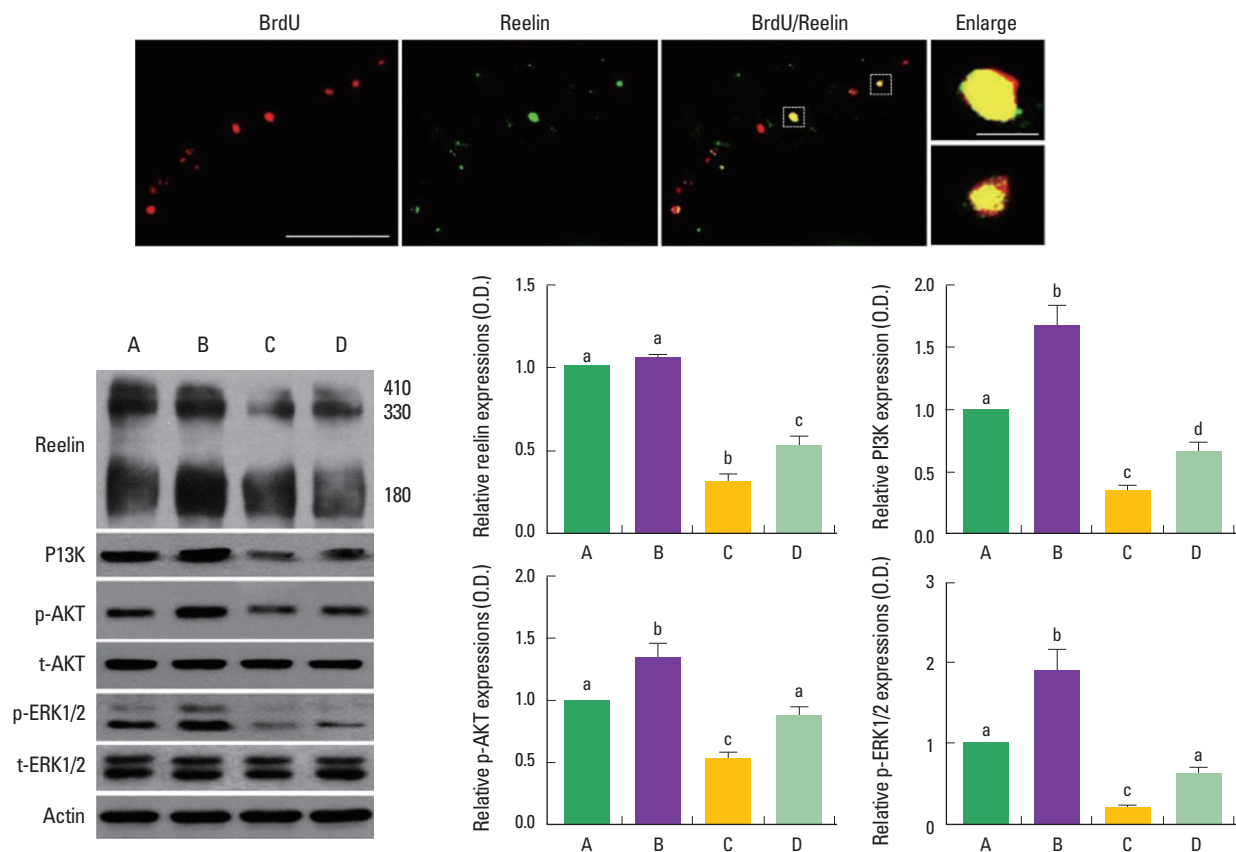 BrdU Reelin BrdU/Reelin Enlarge
A B C D
Reelin
410
330
180
P13K
p-AKT
t-AKT
p-ERK1/2
t-ERK1/2
Actin
Relative reelin expressions (O.D.)
1.5
1.0
0.5
0.0
a a b c
A B C D
Relative PI3K expression (O.D.)
2.0
1.5
1.0
0.5
0.0
a b c d
A B C D
Relative p-AKT expressions (O.D.)
2.0
1.5
1.0
0.5
0.0
a b c a
A B C D
Relative p-ERK1/2 expressions (O.D.)
3
2
1
0
a b c a
A B C D